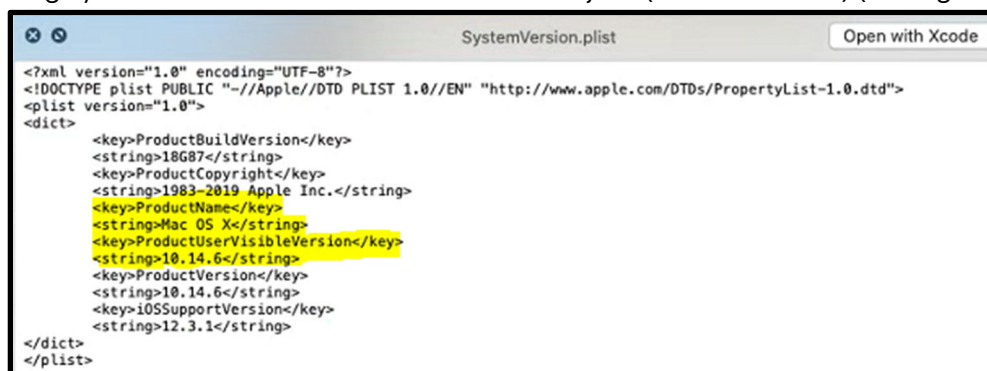 SystemVersion.plist
Open with Xcode
<?xml version="1.0" encoding="UTF-8"?>
<!DOCTYPE plist PUBLIC "-//Apple//DTD PLIST 1.0//EN" "http://www.apple.com/DTDs/PropertyList-1.0.dtd">
<plist version="1.0">
<dict>
<key>ProductBuildVersion</key>
<string>18G87</string>
<key>ProductCopyright</key>
<string>1983-2019 Apple Inc.</string>
<key>ProductName</key>
<string>Mac OS X</string>
<key>ProductUserVisibleVersion</key>
<string>10.14.6</string>
<key>ProductVersion</key>
<string>10.14.6</string>
<key>iOSSupportVersion</key>
<string>12.3.1</string>
</dict>
</plist>